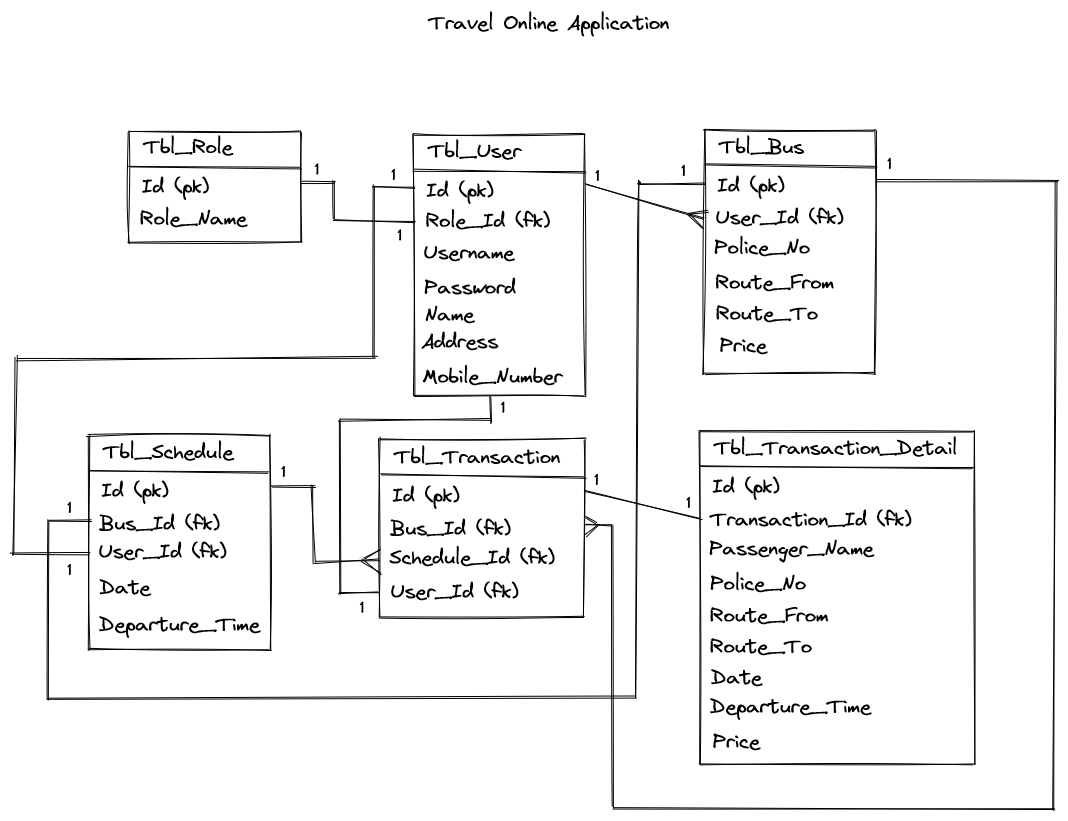 Travel Online Application
Tbl_Role
Id (pk)
Role_Name
1
Tbl_User
Id (pk)
Role_Id (fk)
Username
Password
Name
Address
Mobile_Number
1
1
1
1
Tbl_Bus
Id (pk)
User_Id (fk)
Police_No
Route_From
Route_To
Price
1
1
Tbl_Schedule
Id (pk)
Bus_Id (fk)
User_Id (fk)
Date
Departure_Time
1
1
1
Tbl_Transaction
Id (pk)
Bus_Id (fk)
Schedule_Id (fk)
User_Id (fk)
1
1
Tbl_Transaction_Detail
Id (pk)
Transaction_Id (fk)
Passenger_Name
Police_No
Route_From
Route_To
Date
Departure_Time
Price
1